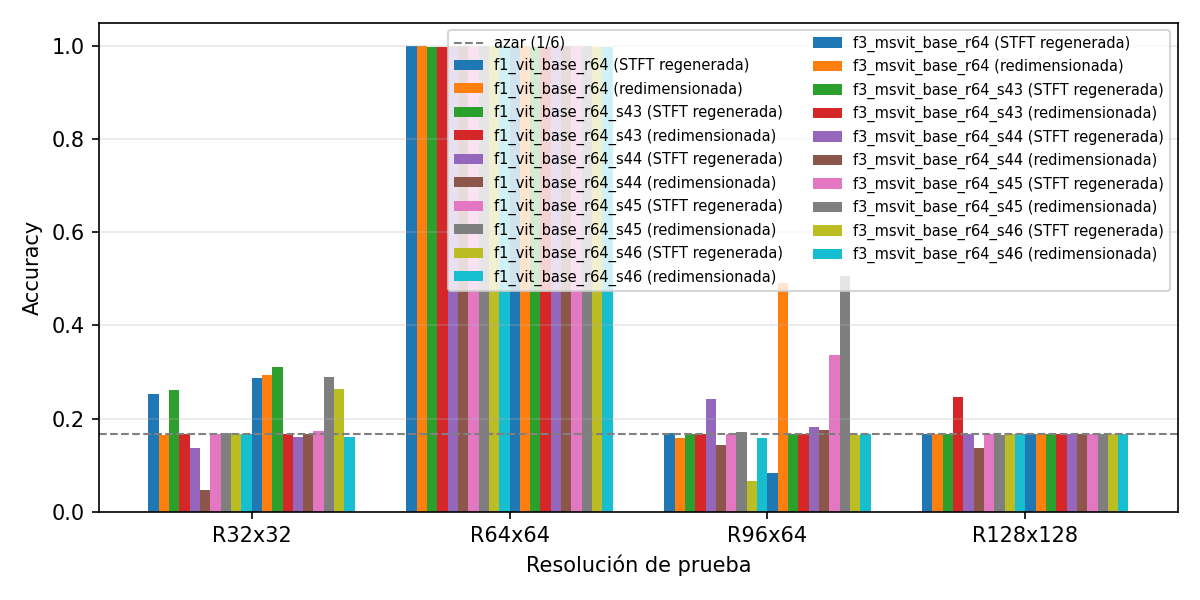 1.0
0.8
0.6
0.4
0.2
0.0
Accuracy
azar (1/6)
f1_vit_base_r64 (STFT regenerada)
f1_vit_base_r64 (redimensionada)
f1_vit_base_r64_s43 (STFT regenerada)
f1_vit_base_r64_s43 (redimensionada)
f1_vit_base_r64_s44 (STFT regenerada)
f1_vit_base_r64_s44 (redimensionada)
f1_vit_base_r64_s45 (STFT regenerada)
f1_vit_base_r64_s45 (redimensionada)
f1_vit_base_r64_s46 (STFT regenerada)
f1_vit_base_r64_s46 (redimensionada)
f3_msvit_base_r64 (STFT regenerada)
f3_msvit_base_r64 (redimensionada)
f3_msvit_base_r64_s43 (STFT regenerada)
f3_msvit_base_r64_s43 (redimensionada)
f3_msvit_base_r64_s44 (STFT regenerada)
f3_msvit_base_r64_s44 (redimensionada)
f3_msvit_base_r64_s45 (STFT regenerada)
f3_msvit_base_r64_s45 (redimensionada)
f3_msvit_base_r64_s46 (STFT regenerada)
f3_msvit_base_r64_s46 (redimensionada)
R32x32
R64x64
R96x64
R128x128
Resolución de prueba